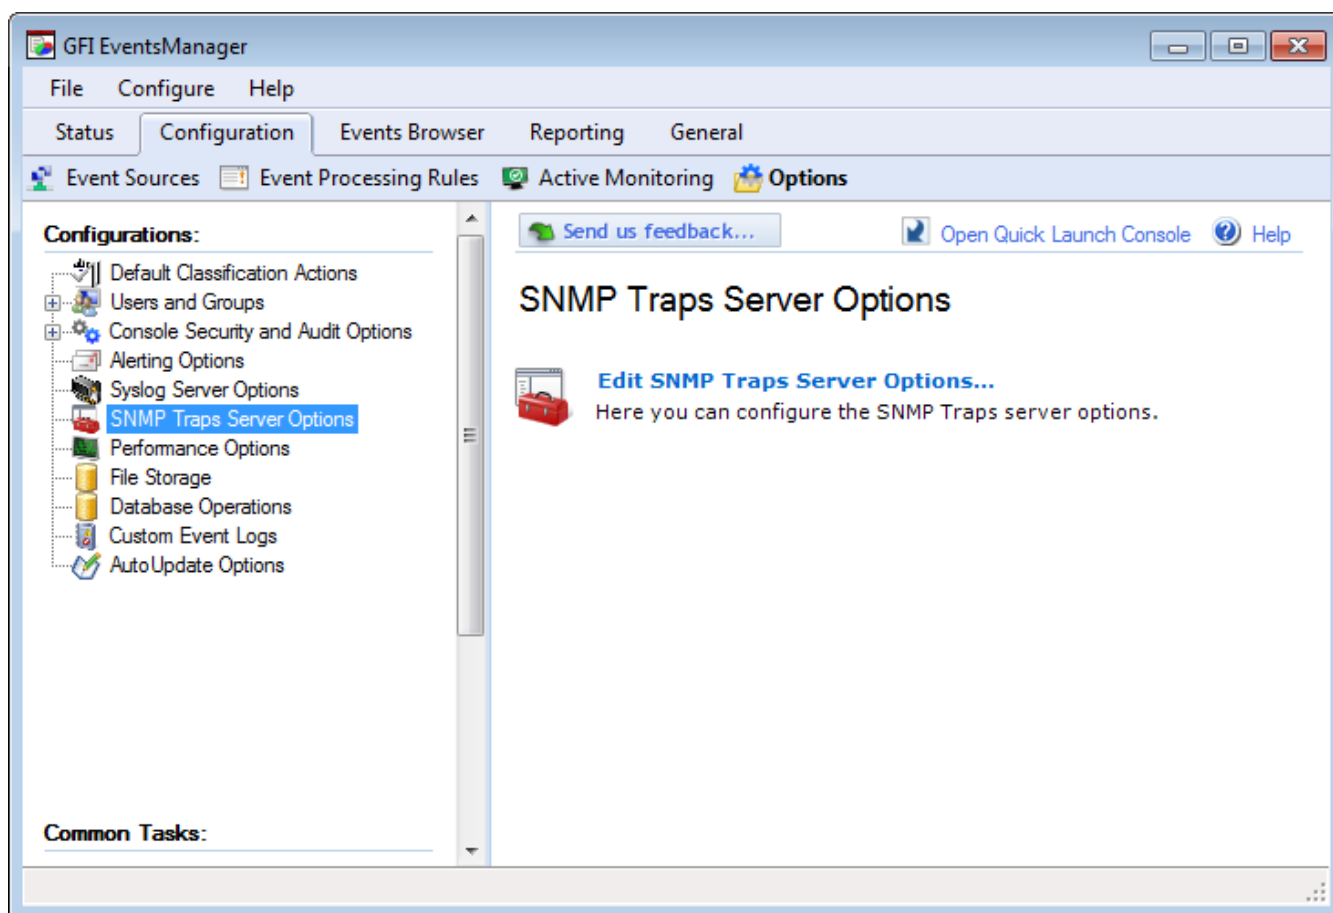 GFI EventsManager
File Configure Help
Status Configuration Events Browser Reporting General
Event Sources Event Processing Rules Active Monitoring Options
Configurations:
Default Classification Actions
Users and Groups
Console Security and Audit Options
Alerting Options
Syslog Server Options
SNMP Traps Server Options
Performance Options
File Storage
Database Operations
Custom Event Logs
AutoUpdate Options
Common Tasks:
Send us feedback... Open Quick Launch Console Help
SNMP Traps Server Options
Edit SNMP Traps Server Options...
Here you can configure the SNMP Traps server options.